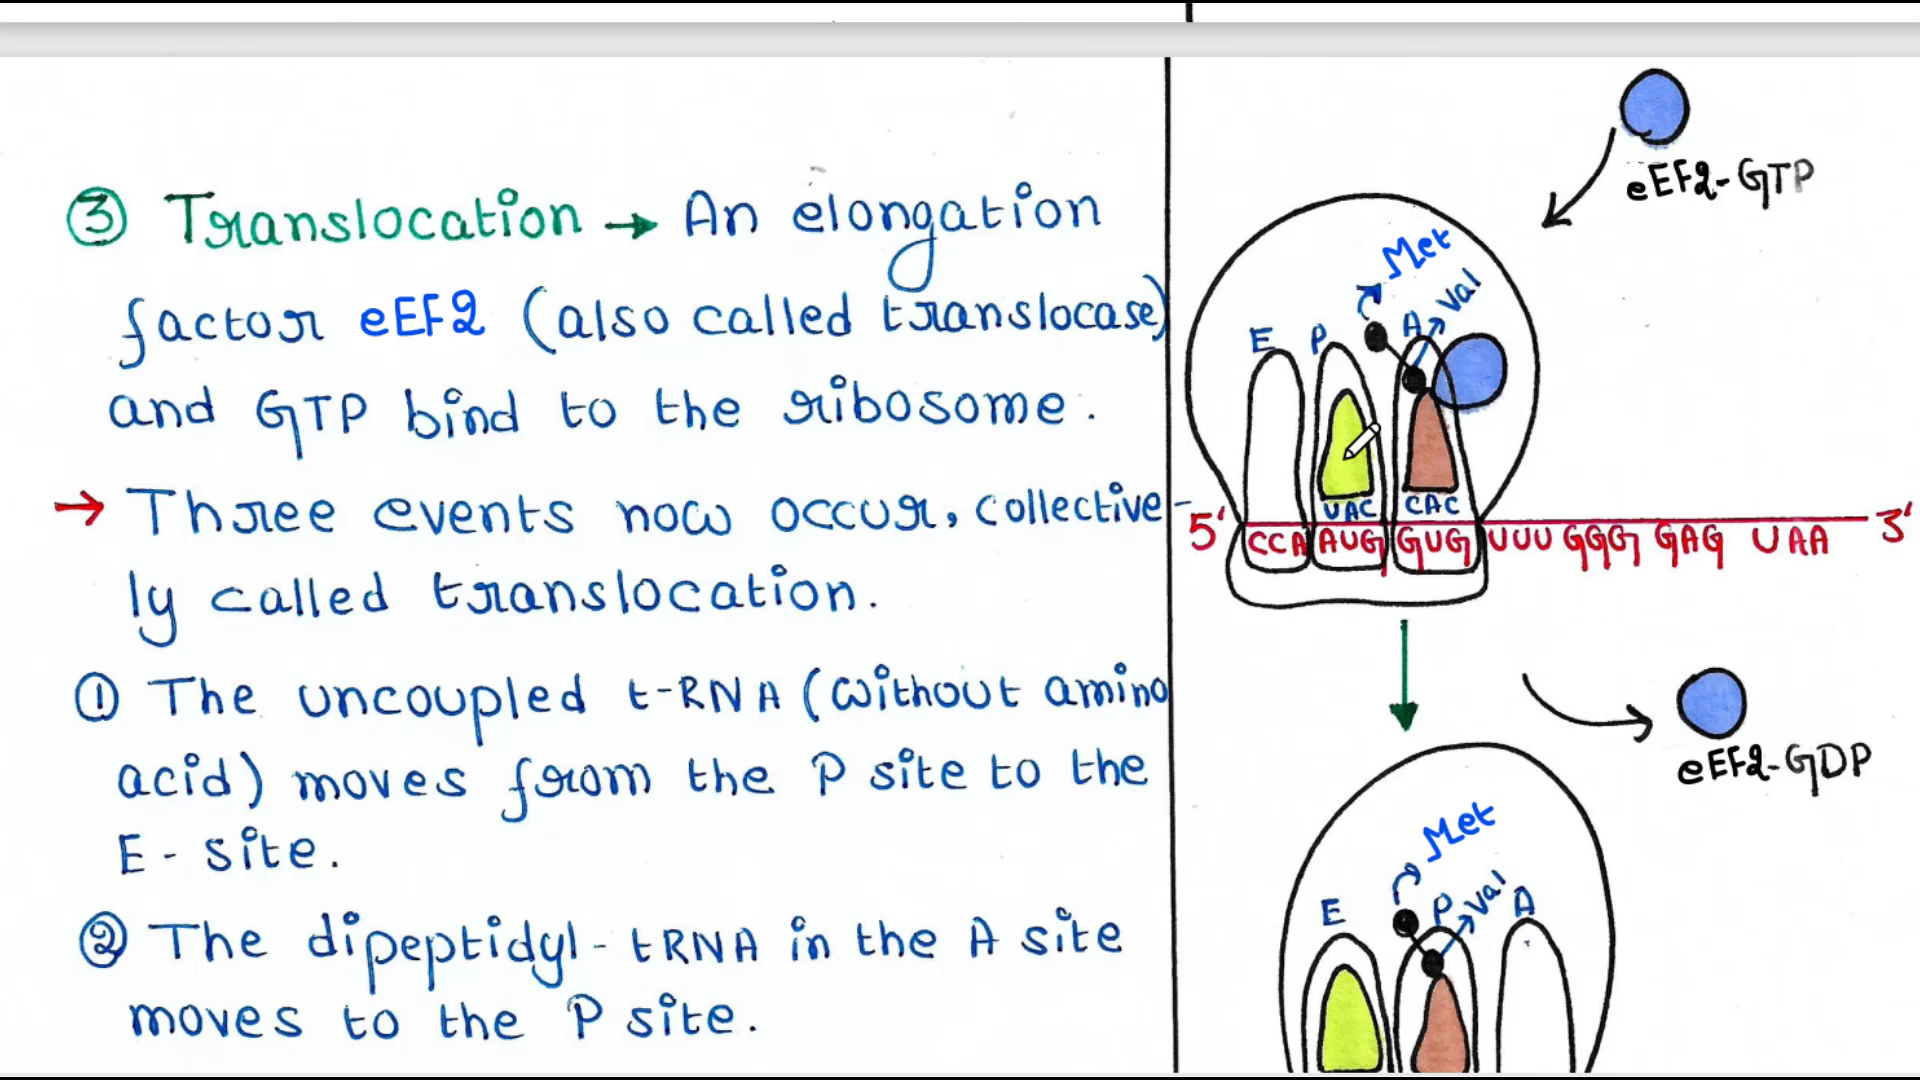 ③ Translocation → An elongation
factor eEF2 (also called translocase)
and GTP bind to the ribosome.
→ Three events now occur, collective-
ly called translocation.
① The uncoupled t-RNA (without amino
acid) moves from the P site to the
E-site.
② The dipeptidyl-tRNA in the A site
moves to the P site.
eEF2-GTP
Met
Val
E P A
UAC CAC
5' CCA AUG GUG UUU GGG GAG UAA 3'
eEF2-GDP
Met
Val
E P A